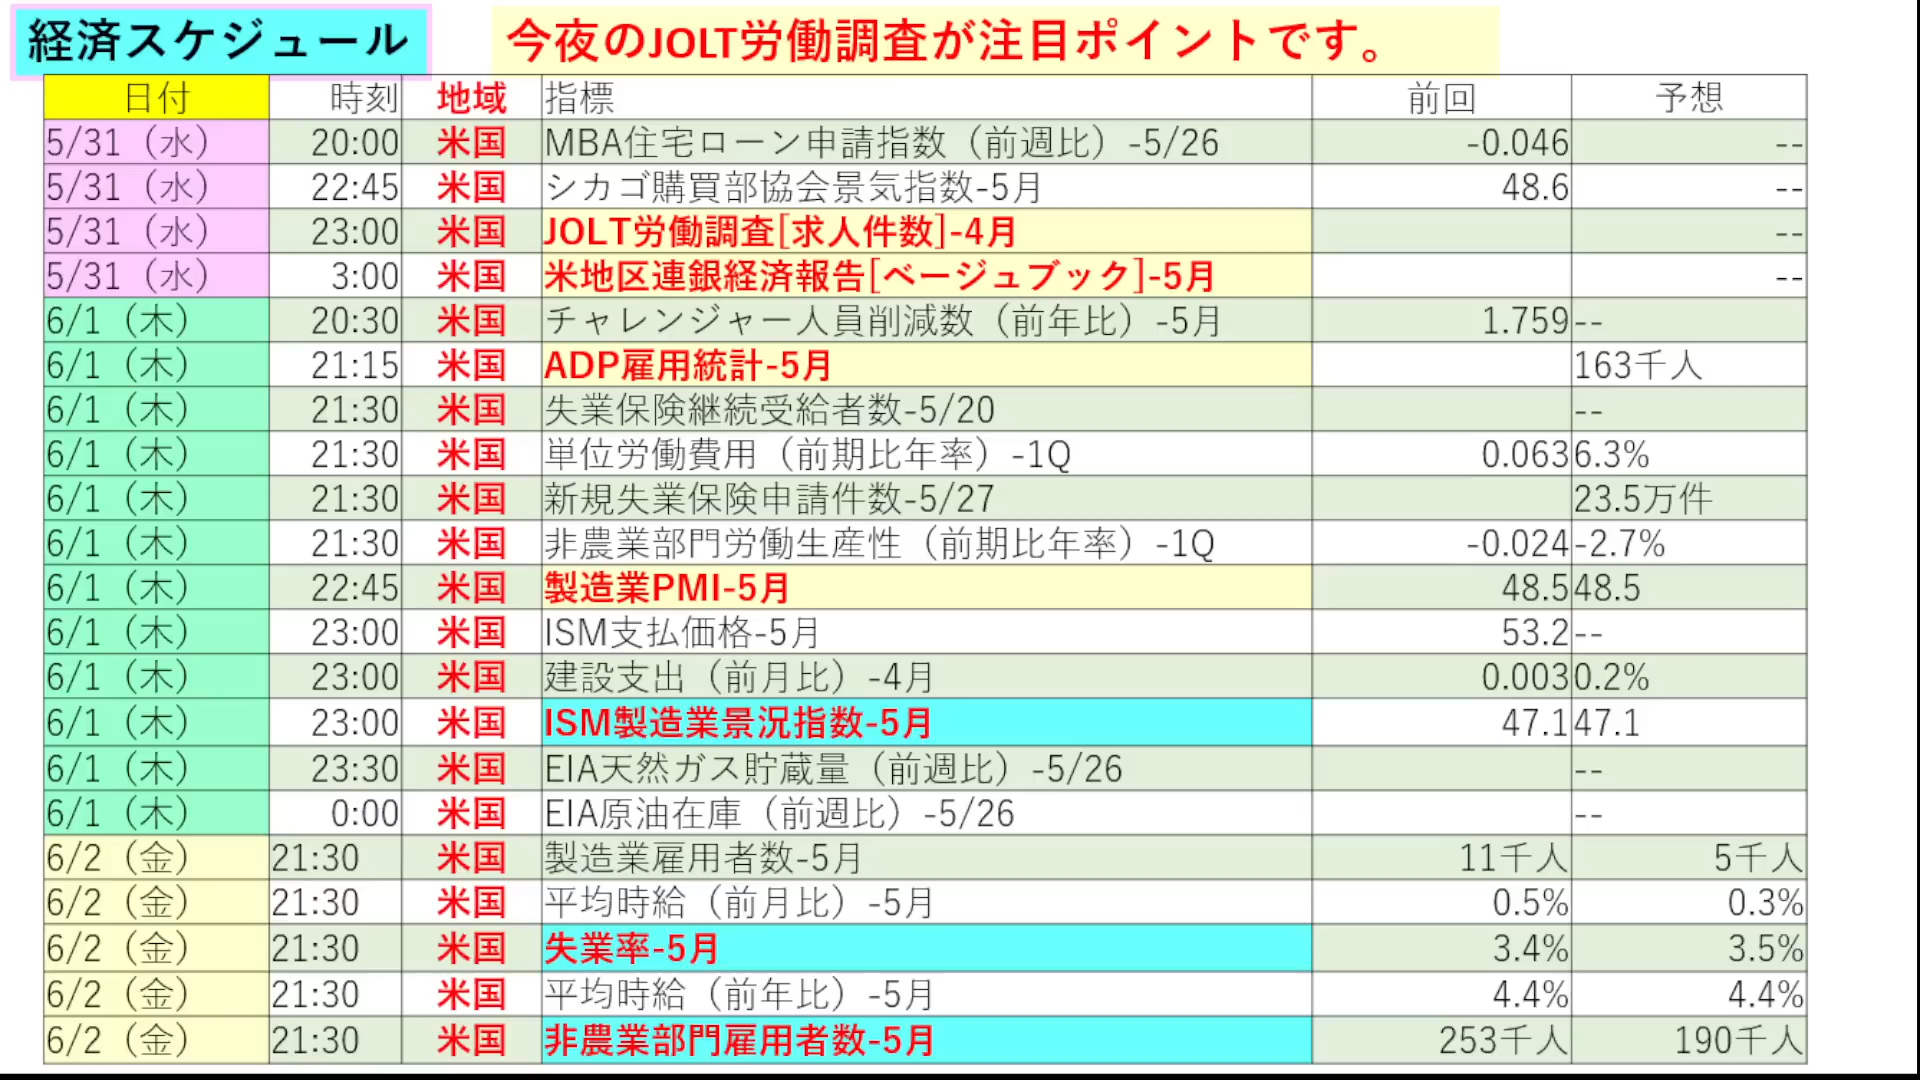 経済スケジュール 今夜のJOLT労働調査が注目ポイントです。
日付 時刻 地域 指標 前回 予想
5/31（水） 20:00 米国 MBA住宅ローン申請指数（前週比）-5/26 -0.046 --
5/31（水） 22:45 米国 シカゴ購買部協会景気指数-5月 48.6 --
5/31（水） 23:00 米国 JOLT労働調査[求人件数]-4月 --
5/31（水） 3:00 米国 米地区連銀経済報告[ベージュブック]-5月 --
6/1（木） 20:30 米国 チャレンジャー人員削減数（前年比）-5月 1.759 --
6/1（木） 21:15 米国 ADP雇用統計-5月 163千人
6/1（木） 21:30 米国 失業保険継続受給者数-5/20 --
6/1（木） 21:30 米国 単位労働費用（前期比年率）-1Q 0.063 6.3%
6/1（木） 21:30 米国 新規失業保険申請件数-5/27 23.5万件
6/1（木） 21:30 米国 非農業部門労働生産性（前期比年率）-1Q -0.024 -2.7%
6/1（木） 22:45 米国 製造業PMI-5月 48.5 48.5
6/1（木） 23:00 米国 ISM支払価格-5月 53.2 --
6/1（木） 23:00 米国 建設支出（前月比）-4月 0.003 0.2%
6/1（木） 23:00 米国 ISM製造業景況指数-5月 47.1 47.1
6/1（木） 23:30 米国 EIA天然ガス貯蔵量（前週比）-5/26 --
6/1（木） 0:00 米国 EIA原油在庫（前週比）-5/26 --
6/2（金） 21:30 米国 製造業雇用者数-5月 11千人 5千人
6/2（金） 21:30 米国 平均時給（前月比）-5月 0.5% 0.3%
6/2（金） 21:30 米国 失業率-5月 3.4% 3.5%
6/2（金） 21:30 米国 平均時給（前年比）-5月 4.4% 4.4%
6/2（金） 21:30 米国 非農業部門雇用者数-5月 253千人 190千人